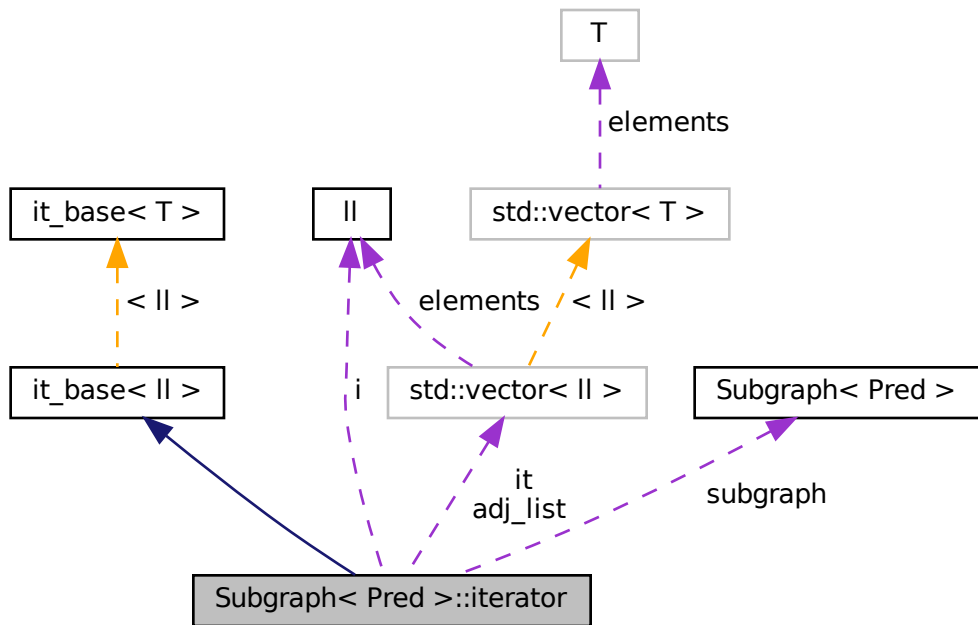 T
elements
it_base< T >
ll
std::vector< T >
< ll >
elements
< ll >
it_base< ll >
i
std::vector< ll >
Subgraph< Pred >
it
adj_list
subgraph
Subgraph< Pred >::iterator